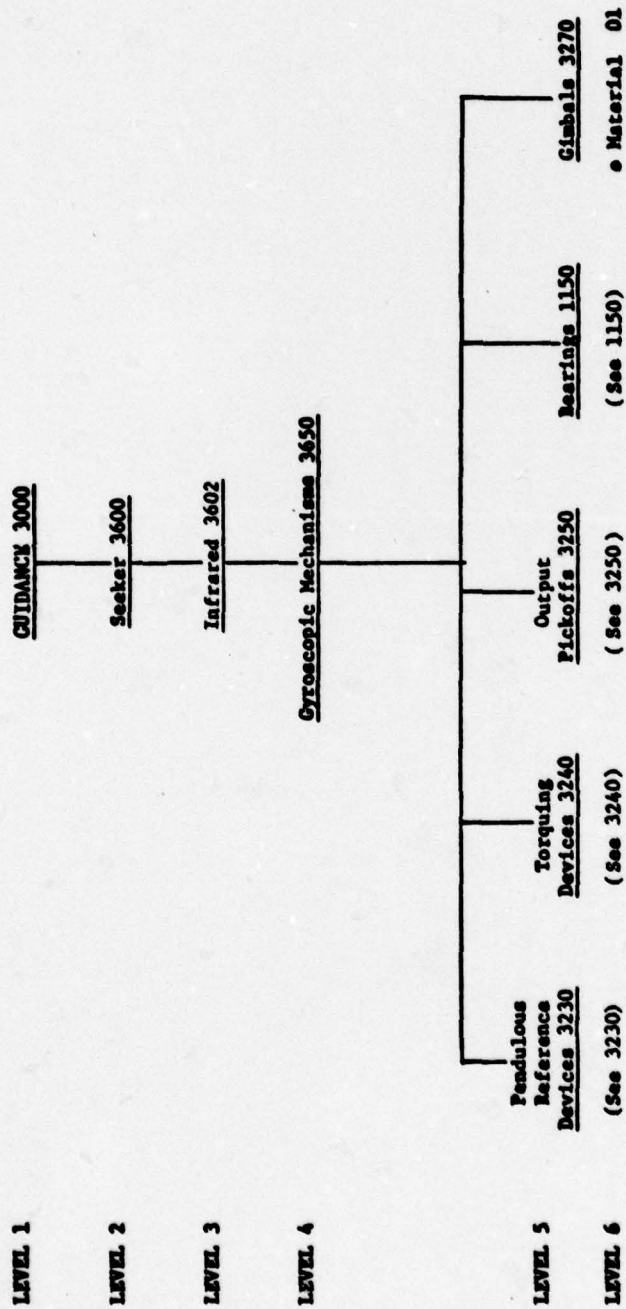 LEVEL 1
GUIDANCE 3000
LEVEL 2
Seeker 3600
LEVEL 3
Infrared 3602
LEVEL 4
Gyroscopic Mechanisms 3650
LEVEL 5
Pendulous
Reference
Devices 3230
Torquing
Devices 3240
Output
Pickoffs 3250
Bearings 1150
Gimbals 3270
LEVEL 6
(See 3230)
(See 3240)
(See 3250)
(See 1150)
• Material 01